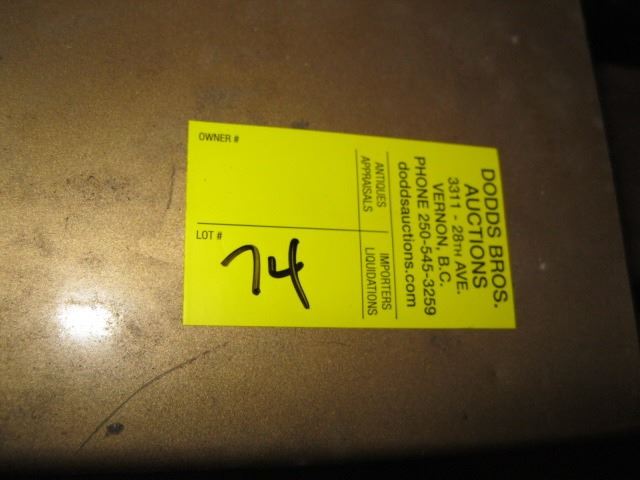 DODDS BROS.
AUCTIONS
3311 - 28TH AVE.
VERNON, B.C.
PHONE 250-545-3259
doddsauctions.com
ANTIQUES
APPRAISALS
IMPORTERS
LIQUIDATIONS
OWNER #
LOT #
74